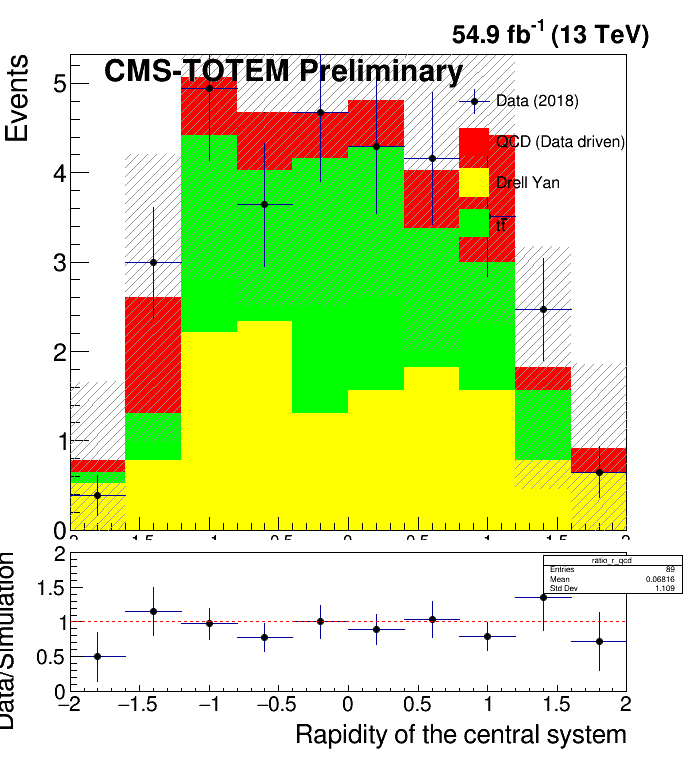 54.9 fb-1 (13 TeV)
CMS-TOTEM Preliminary
Events
5
4
3
2
1
0
Data (2018)
QCD (Data driven)
Drell Yan
tt̅
−2 −1.5 −1 −0.5 0 0.5 1 1.5 2
Data/Simulation
2
1.5
1
0.5
0
ratio_r_qcd
Entries 89
Mean 0.06816
Std Dev 1.109
−2 −1.5 −1 −0.5 0 0.5 1 1.5 2
Rapidity of the central system